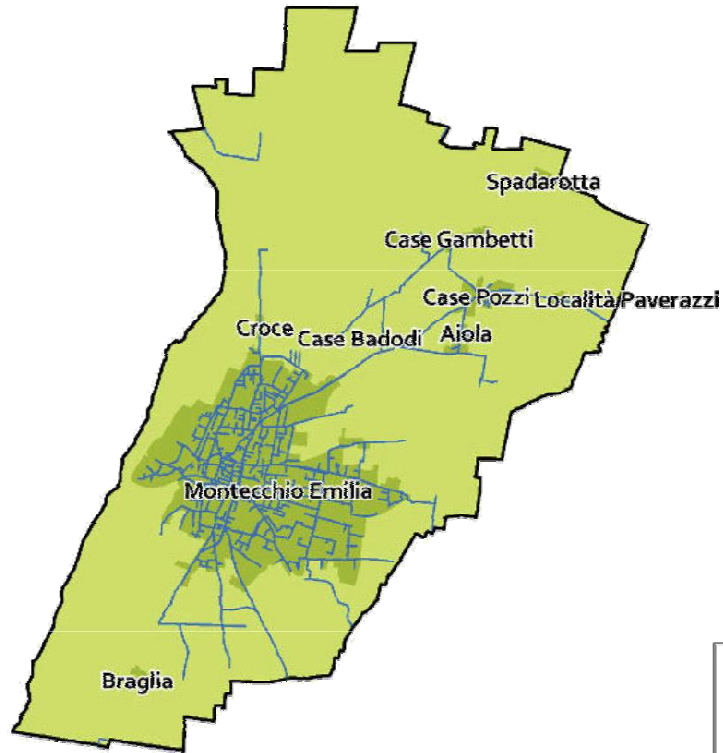 Spadarotta
Case Gambetti
Case Pozzi
Località Paverazzi
Croce
Case Badodi
Aiola
Montecchio Emilia
Braglia